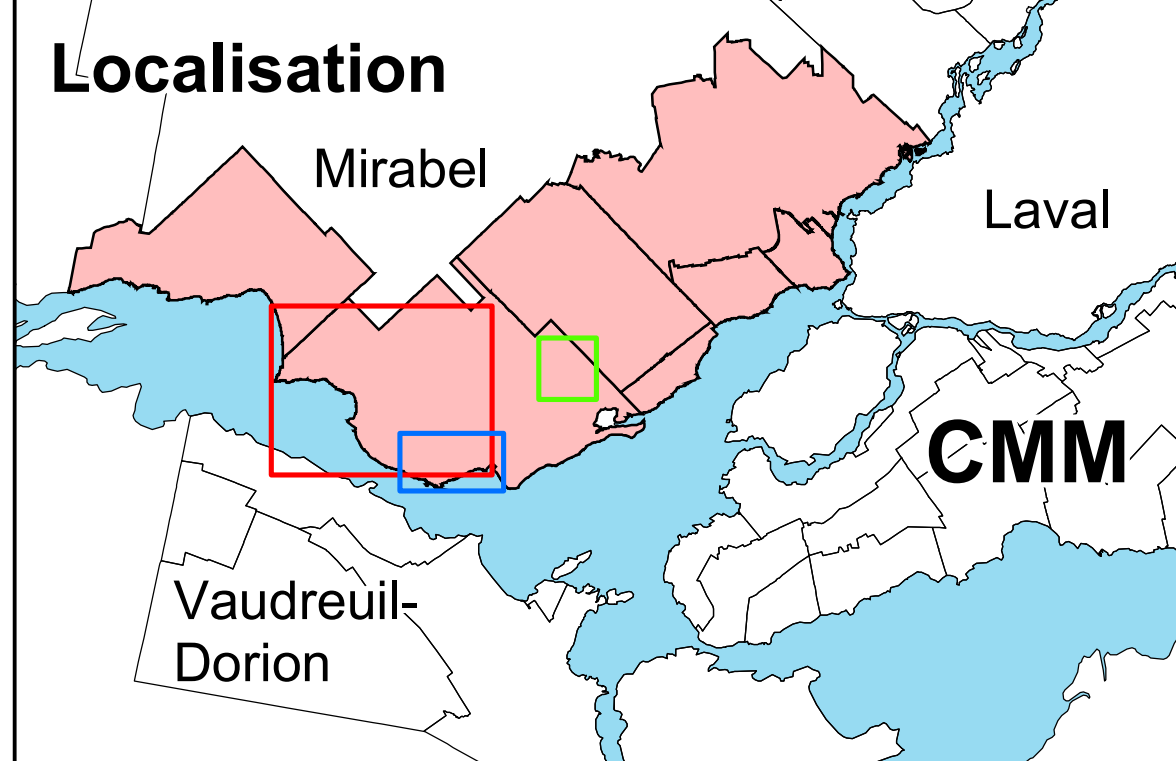 Localisation
Mirabel
Laval
CMM
Vaudreuil-
Dorion